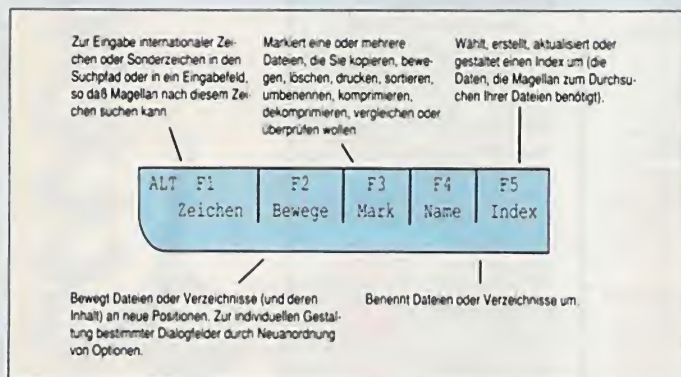 Zur Eingabe internationaler Zei-
chen oder Sonderzeichen in den
Suchpfad oder in ein Eingabefeld,
so daß Magellan nach diesem Zei-
chen suchen kann
Markiert eine oder mehrere
Dateien, die Sie kopieren, bewe-
gen, löschen, drucken, sortieren,
umbenennen, komprimieren,
dekomprimieren, vergleichen oder
überprüfen wollen
Wählt, erstellt, aktualisiert oder
gestaltet einen Index um (die
Daten, die Magellan zum Durchsu-
chen Ihrer Dateien benötigt).
ALT F1 F2 F3 F4 F5
Zeichen Bewege Mark Name Index
Bewegt Dateien oder Verzeichnisse (und deren
Inhalt) an neue Positionen. Zur individuellen Gestal-
tung bestimmter Dialogfelder durch Neuanordnung
von Optionen.
Benennt Dateien oder Verzeichnisse um.